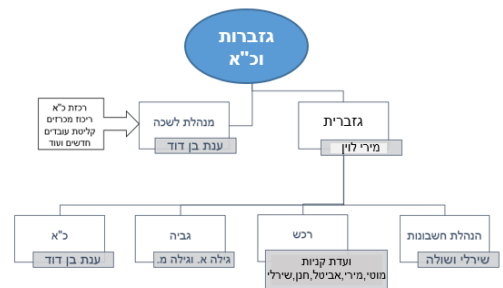 גזברות
וכ"א
רכזת כ"א
ריכוז מכרזים
קליטת עובדים
חדשים ועוד
מנהלת לשכה
ענת בן דוד
גזברית
מירי לוין
הנהלת חשבונות
שירלי ושולה
רכש
ועדת קניות
מוטי,מירי,אביטל,חנן,שירלי
גביה
גילה א. וגילה מ.
כ"א
ענת בן דוד